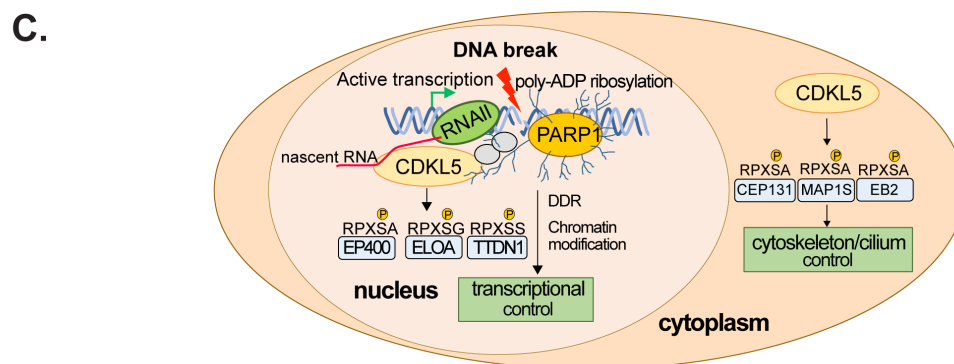 C.
DNA break
Active transcription
poly-ADP ribosylation
RNAII
PARP1
nascent RNA
CDKL5
P P P
RPXSA RPXSG RPXSS
EP400 ELOA TTDN1
DDR
Chromatin
modification
nucleus
transcriptional
control
CDKL5
P P P
RPXSA RPXSA RPXSA
CEP131 MAP1S EB2
cytoskeleton/cilium
control
cytoplasm